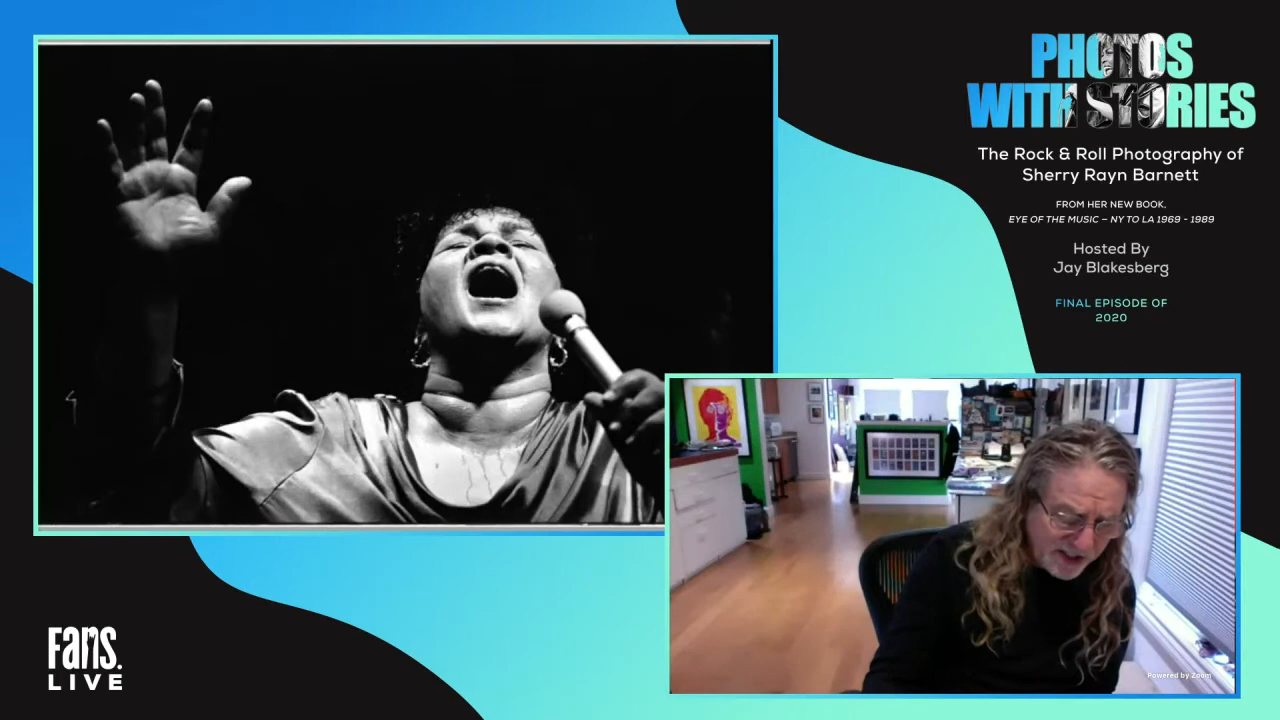 PHOTOS
WITH STORIES
The Rock & Roll Photography of
Sherry Rayn Barnett
FROM HER NEW BOOK,
EYE OF THE MUSIC – NY TO LA 1969 - 1989
Hosted By
Jay Blakesberg
FINAL EPISODE OF
2020
Powered by Zoom
Fans.
LIVE